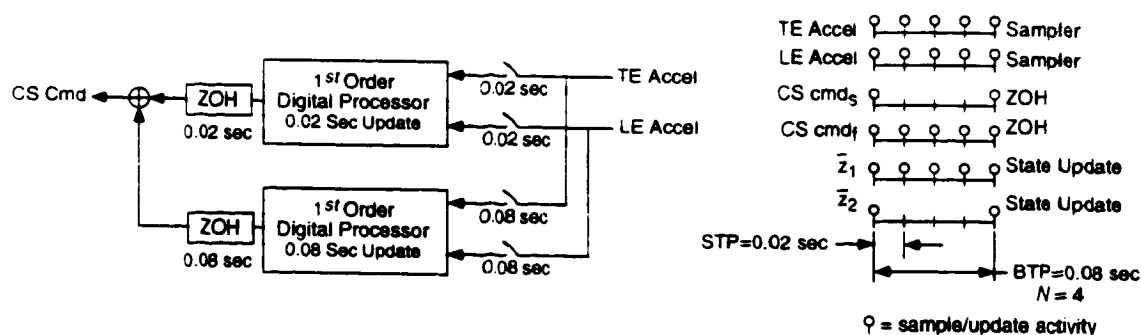 TE Accel
LE Accel
0.02 sec
0.02 sec
1st Order
Digital Processor
0.02 Sec Update
ZOH
0.02 sec
CS Cmd
0.08 sec
0.08 sec
1st Order
Digital Processor
0.08 Sec Update
ZOH
0.08 sec
TE Accel Sampler
LE Accel Sampler
CS cmds ZOH
CS cmdf ZOH
z̄1 State Update
z̄2 State Update
STP=0.02 sec
BTP=0.08 sec
N = 4
= sample/update activity